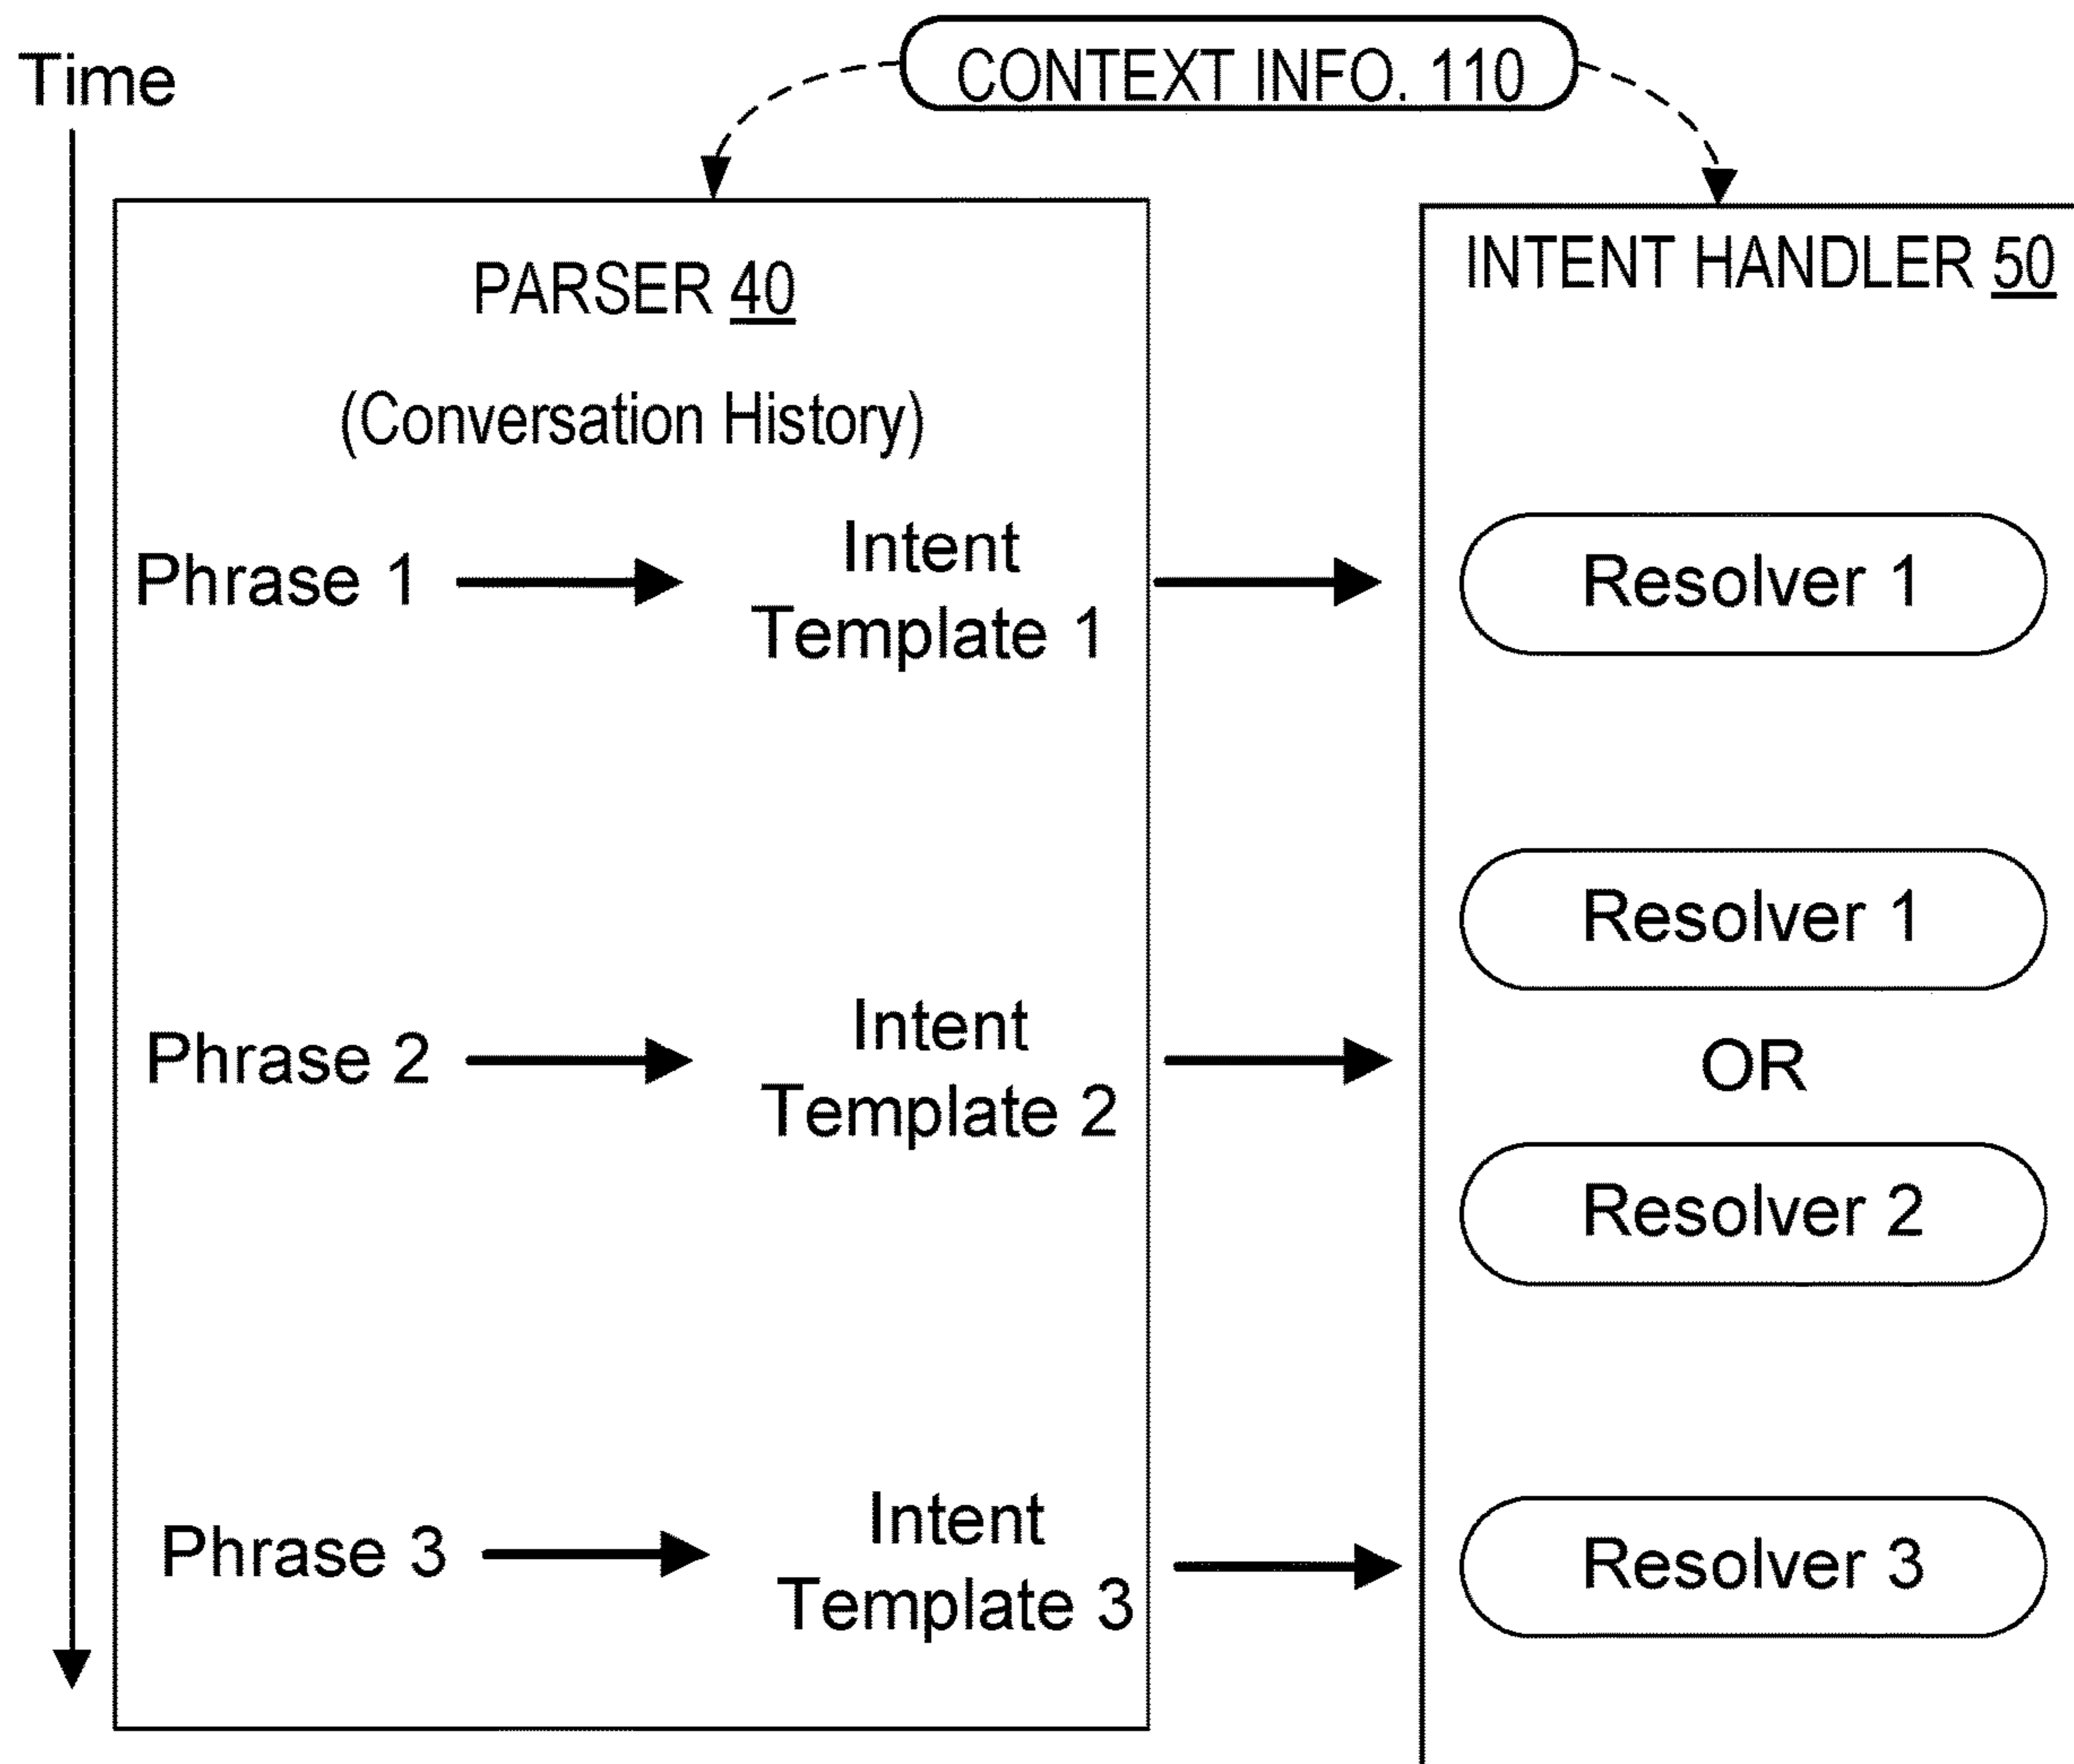 Time
CONTEXT INFO. 110
PARSER 40
(Conversation History)
INTENT HANDLER 50
Phrase 1
Intent
Template 1
Resolver 1
Resolver 1
Phrase 2
Intent
Template 2
OR
Resolver 2
Phrase 3
Intent
Template 3
Resolver 3